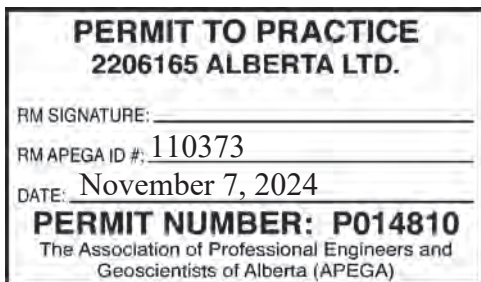 PERMIT TO PRACTICE
2206165 ALBERTA LTD.
RM SIGNATURE:
RM APEGA ID #: 110373
DATE: November 7, 2024
PERMIT NUMBER: P014810
The Association of Professional Engineers and
Geoscientists of Alberta (APEGA)